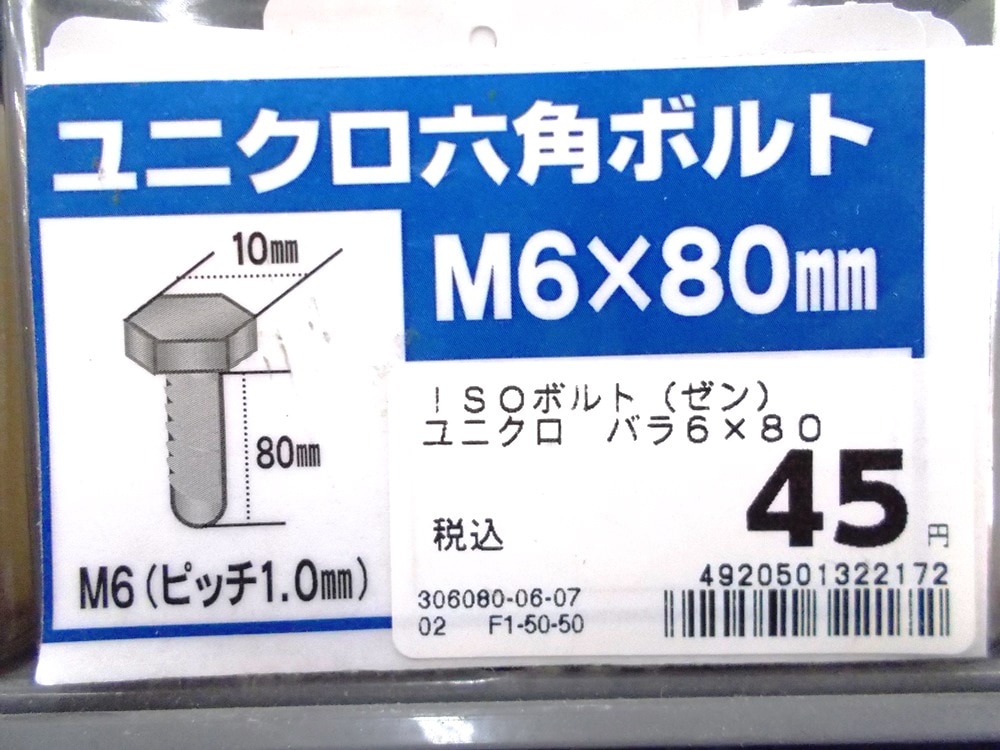 ユニクロ六角ボルト
M6×80mm
10mm
80mm
M6(ピッチ1.0mm)
ISOボルト(ゼン)
ユニクロ バラ6×80
45円
税込
4920501322172
306080-06-07
02 F1-50-50